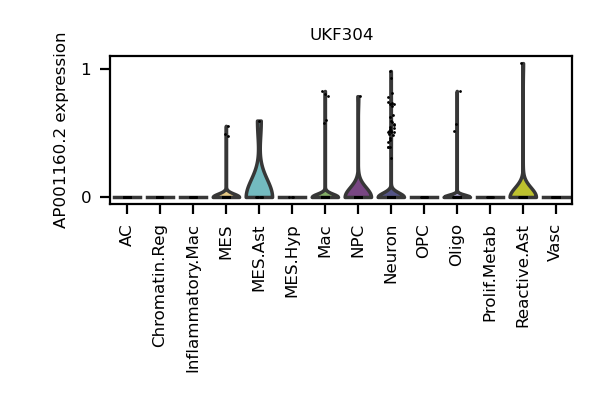 UKF304
AP001160.2 expression
1
0
AC
Chromatin.Reg
Inflammatory.Mac
MES
MES.Ast
MES.Hyp
Mac
NPC
Neuron
OPC
Oligo
Prolif.Metab
Reactive.Ast
Vasc